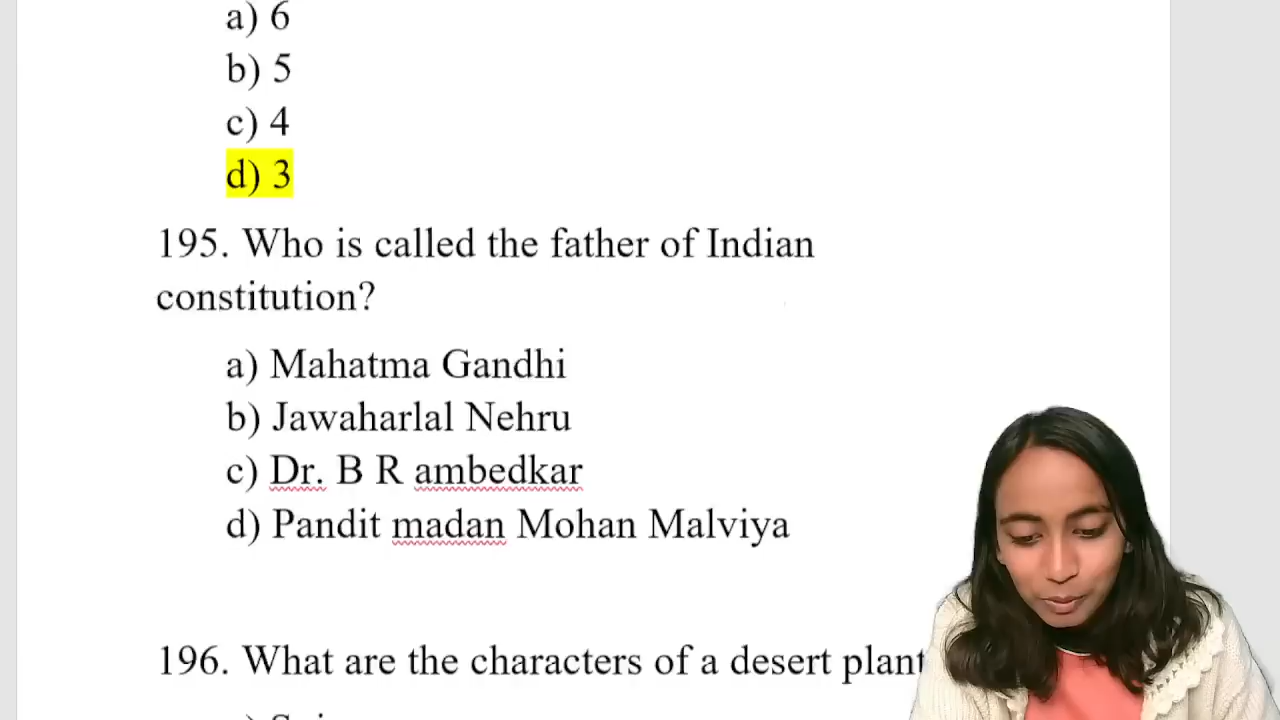 a) 6
b) 5
c) 4
d) 3
195. Who is called the father of Indian
constitution?
a) Mahatma Gandhi
b) Jawaharlal Nehru
c) Dr. B R ambedkar
d) Pandit madan Mohan Malviya
196. What are the characters of a desert plant